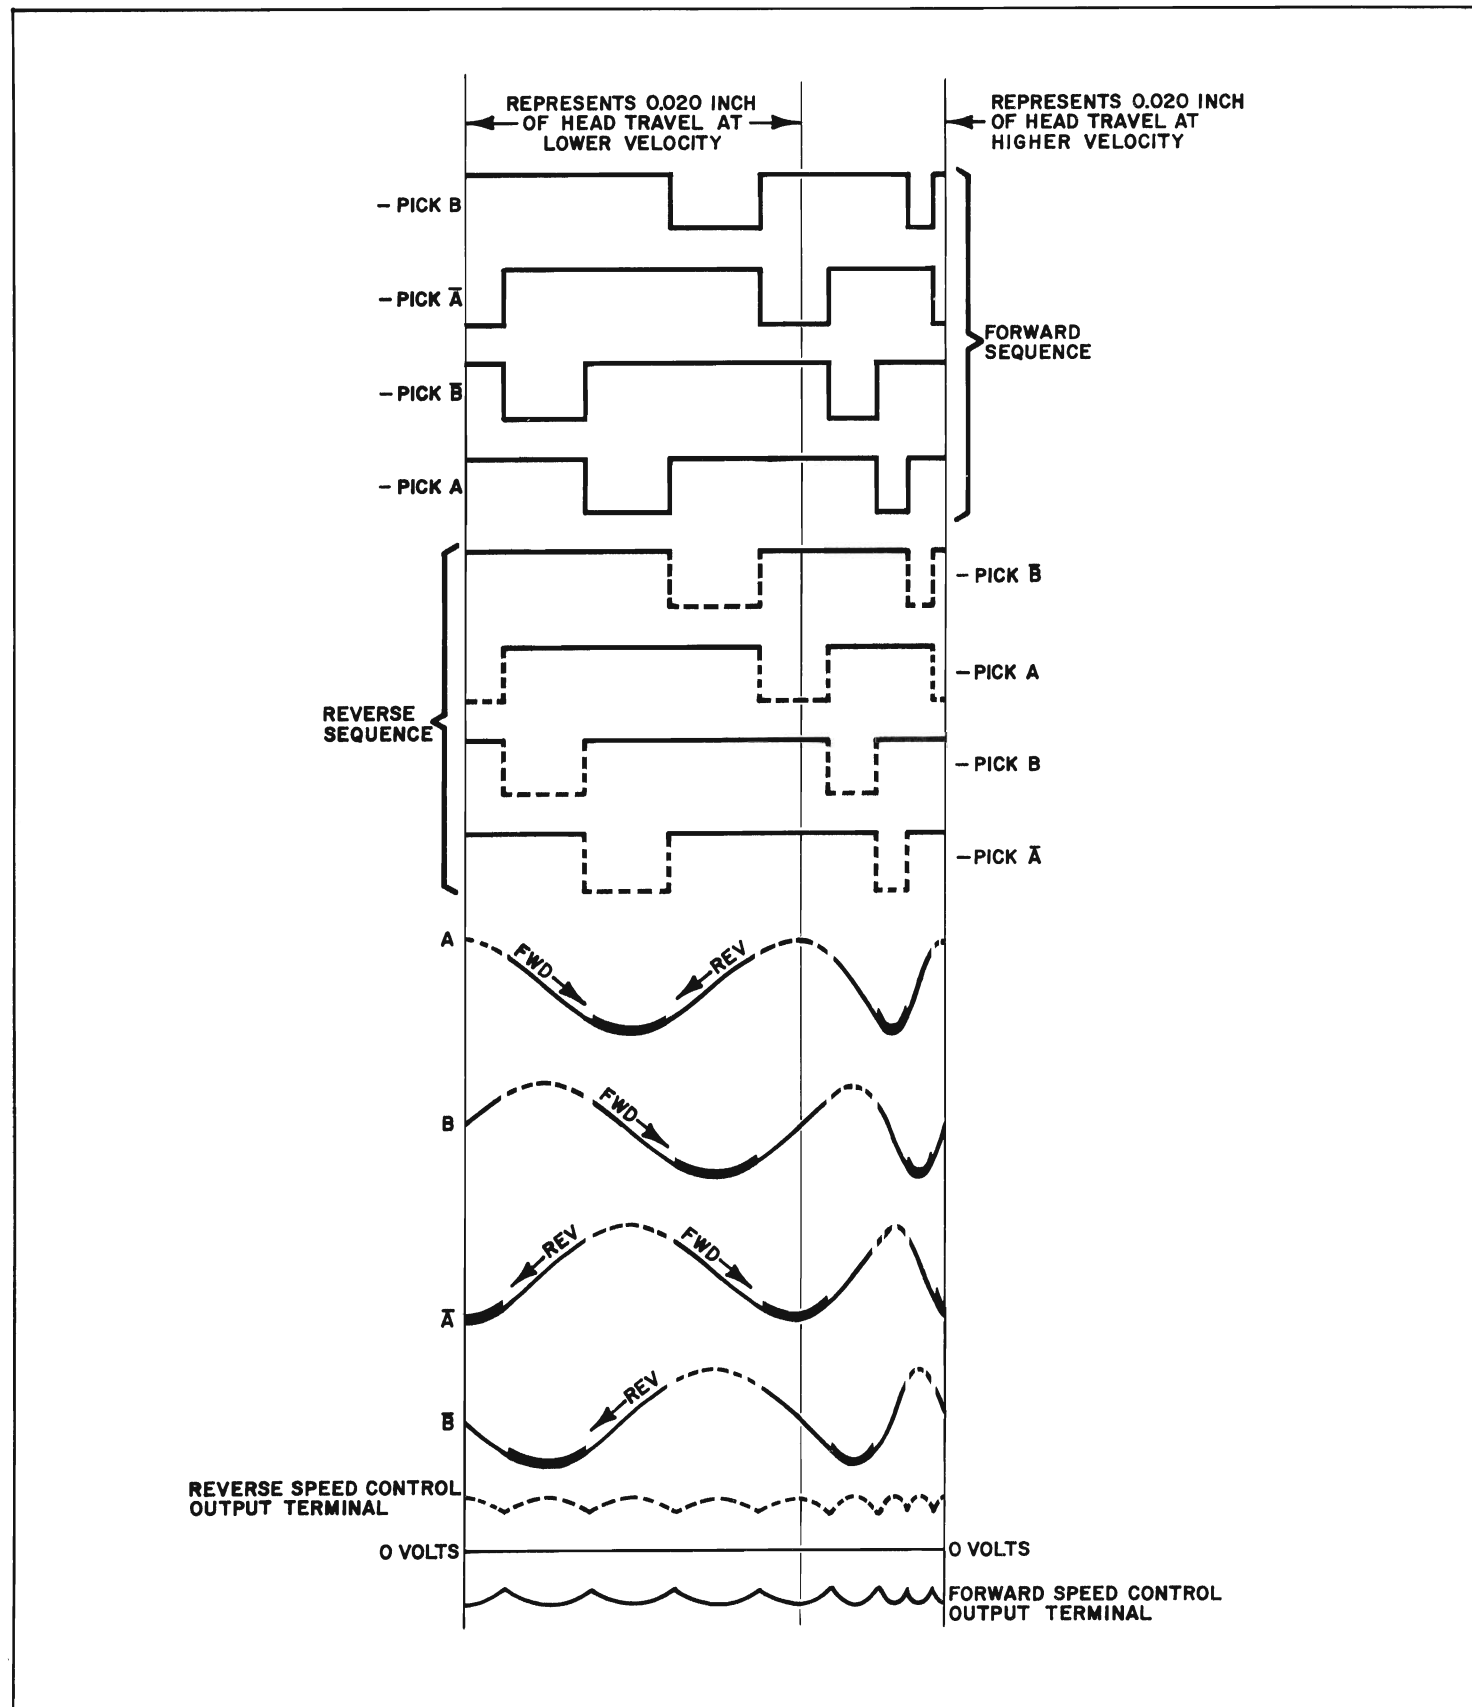 REPRESENTS 0.020 INCH
OF HEAD TRAVEL AT
LOWER VELOCITY
REPRESENTS 0.020 INCH
OF HEAD TRAVEL AT
HIGHER VELOCITY
– PICK B
– PICK A̅
– PICK B̅
– PICK A
FORWARD
SEQUENCE
– PICK B̅
– PICK A
– PICK B
– PICK A̅
REVERSE
SEQUENCE
A
FWD
REV
B
FWD
REV
FWD
A̅
REV
B̅
REVERSE SPEED CONTROL
OUTPUT TERMINAL
0 VOLTS
0 VOLTS
FORWARD SPEED CONTROL
OUTPUT TERMINAL